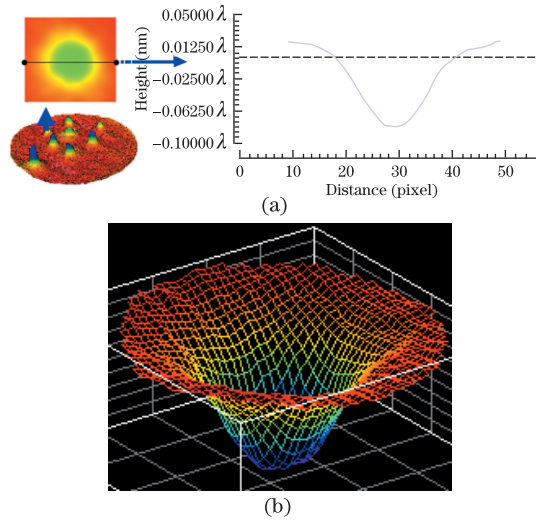 0.05000 λ
0.01250 λ
−0.02500 λ
−0.06250 λ
−0.10000 λ
Height (nm)
0 10 20 30 40 50
Distance (pixel)
(a)
(b)